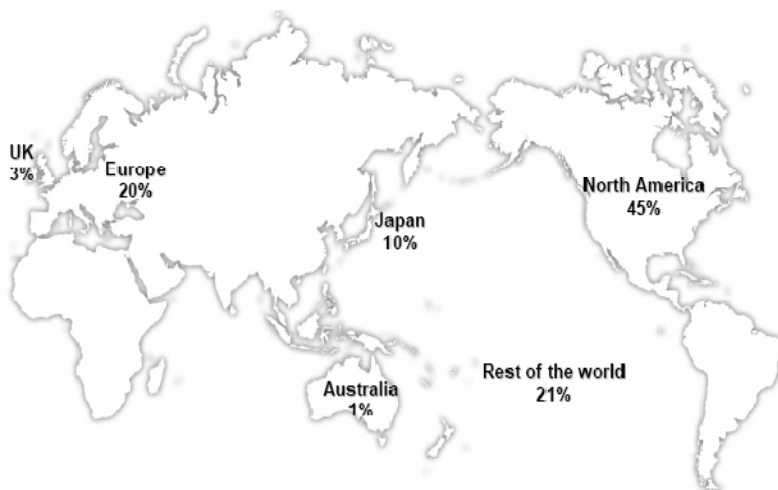 UK
3%
Europe
20%
Japan
10%
North America
45%
Australia
1%
Rest of the world
21%